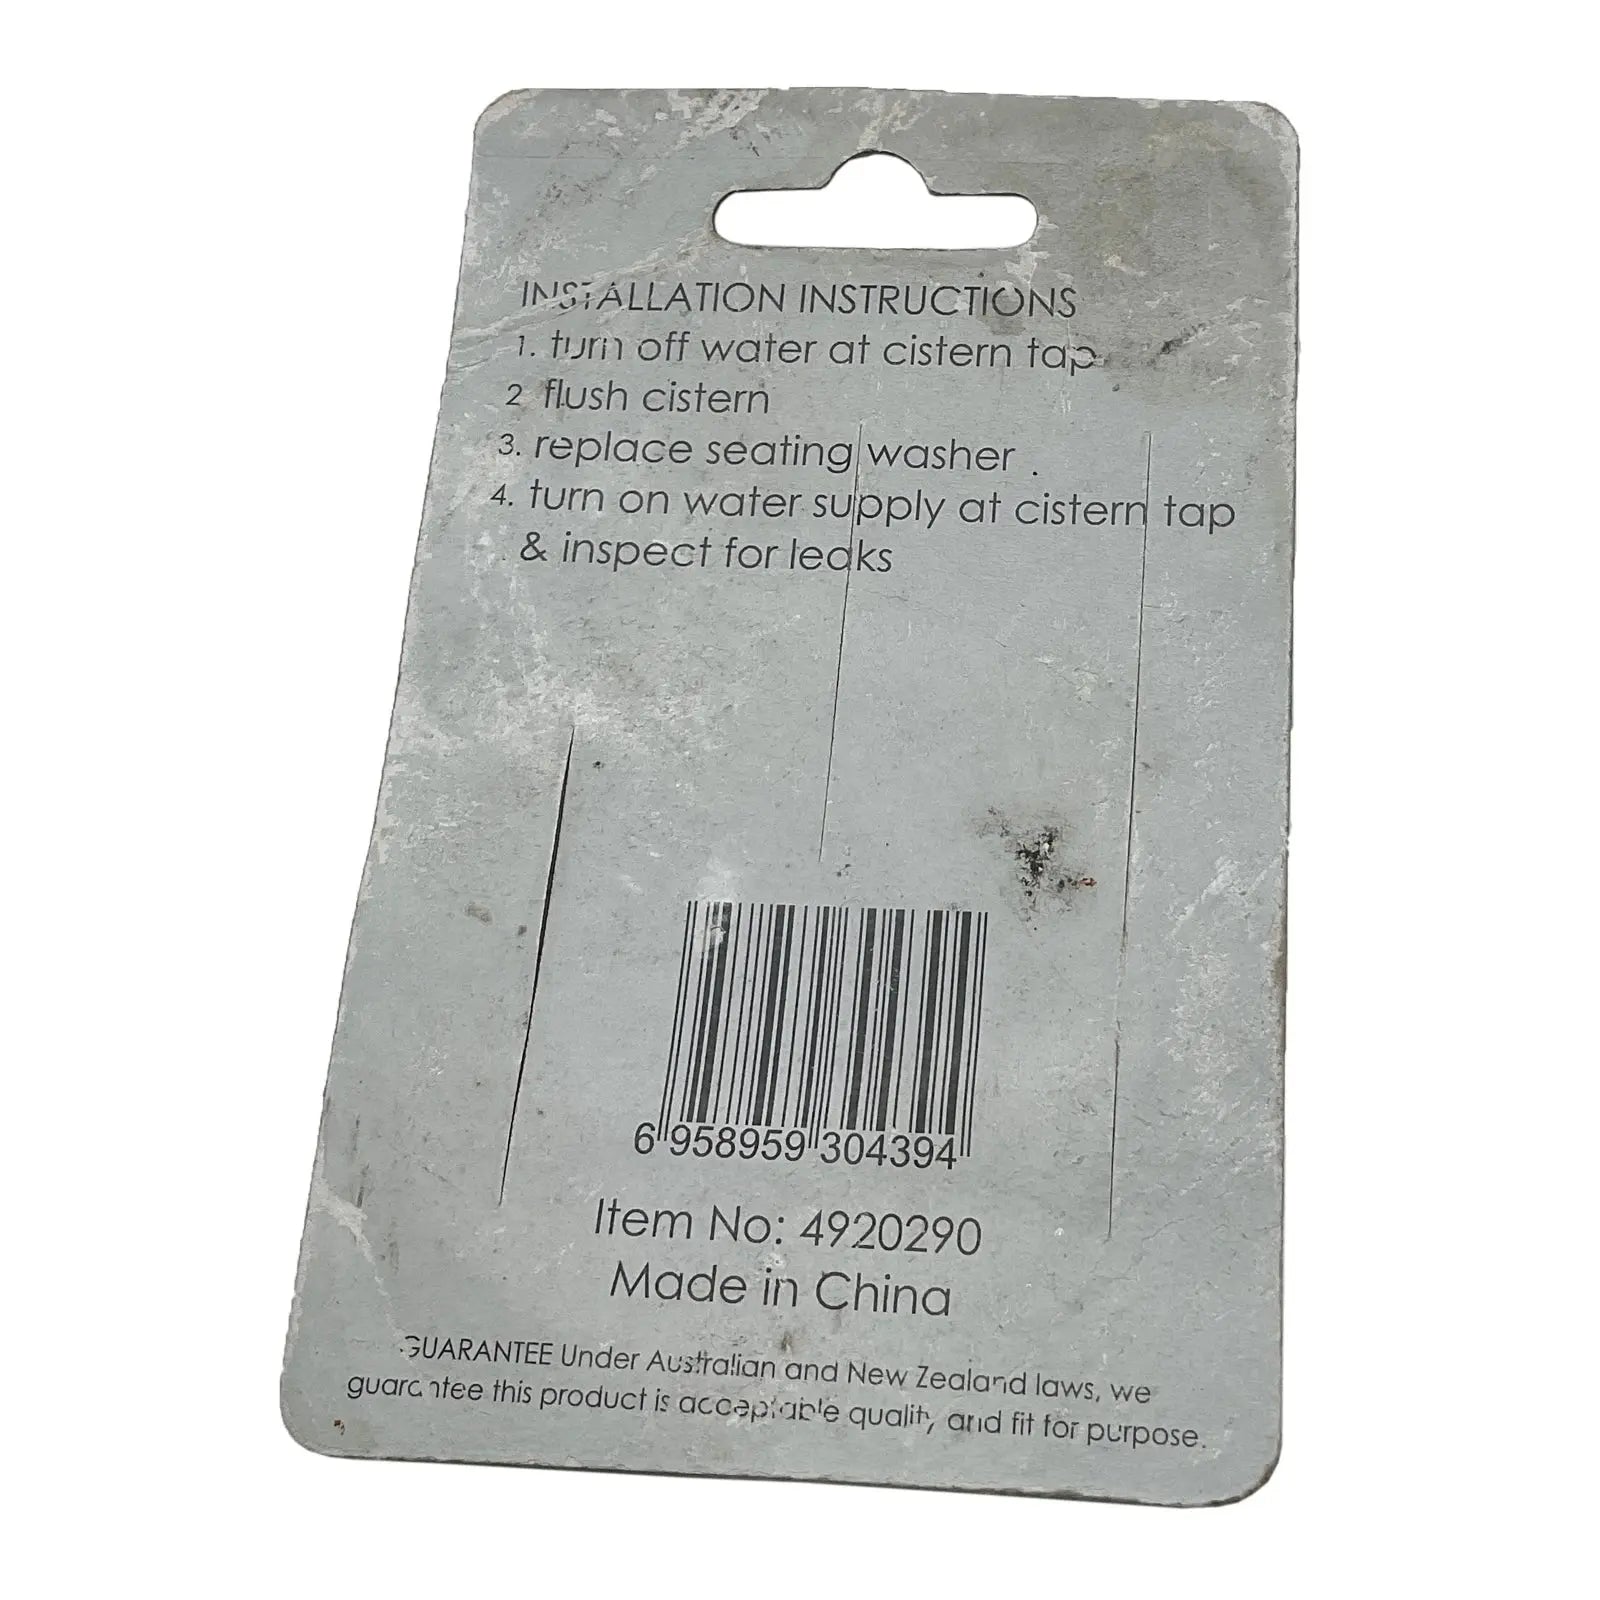 INSTALLATION INSTRUCTIONS
1. turn off water at cistern tap
2 flush cistern
3. replace seating washer .
4. turn on water supply at cistern tap
& inspect for leaks
6 958959 304394
Item No: 4920290
Made in China
GUARANTEE Under Australian and New Zealand laws, we
guarantee this product is acceptable quality and fit for purpose.